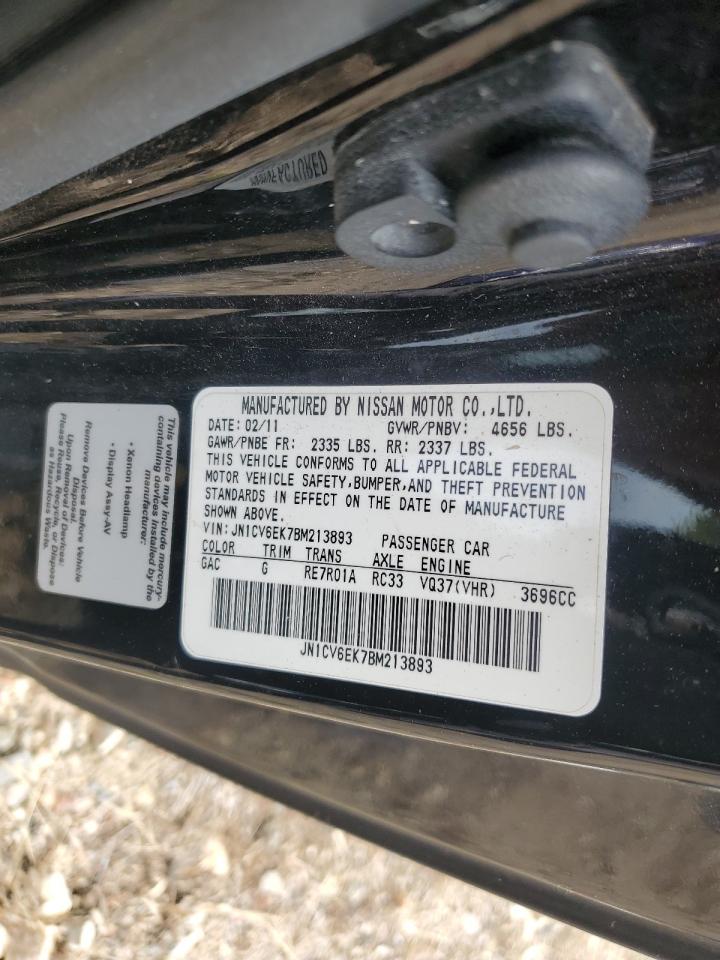 MANUFACTURED
MANUFACTURED BY NISSAN MOTOR CO.,LTD.
DATE: 02/11 GVWR/PNBV: 4656 LBS.
GAWR/PNBE FR: 2335 LBS. RR: 2337 LBS.
THIS VEHICLE CONFORMS TO ALL APPLICABLE FEDERAL
MOTOR VEHICLE SAFETY,BUMPER,AND THEFT PREVENTION
STANDARDS IN EFFECT ON THE DATE OF MANUFACTURE
SHOWN ABOVE.
VIN:JN1CV6EK7BM213893 PASSENGER CAR
COLOR TRIM TRANS AXLE ENGINE
GAC G RE7R01A RC33 VQ37(VHR) 3696CC
JN1CV6EK7BM213893
This vehicle may include mercury-
containing devices installed by the
manufacturer:
• Xenon Headlamp
• Display Assy-AV
Remove Devices Before Vehicle
Disposal.
Upon Removal of Devices:
Please Reuse, Recycle, or Dispose
as Hazardous Waste.